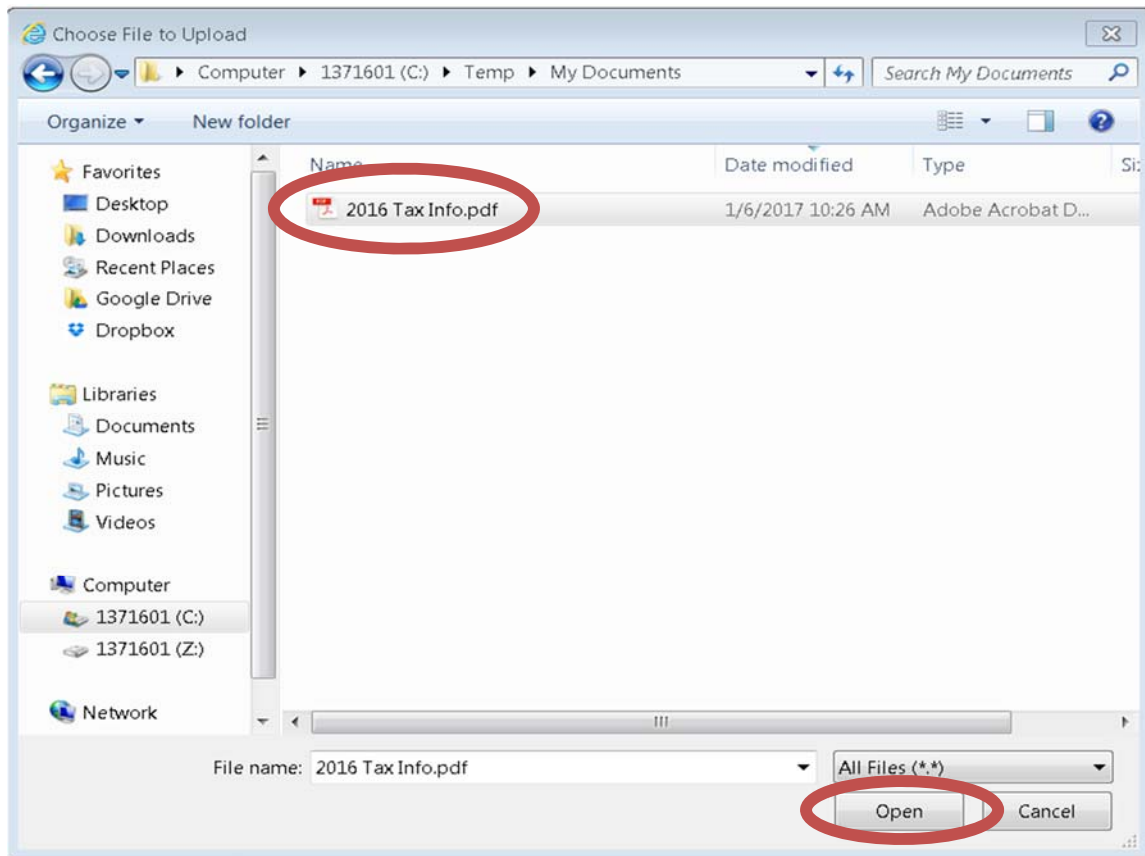 Choose File to Upload
Computer 1371601 (C:) Temp My Documents Search My Documents
Organize New folder
Name Date modified Type Si
2016 Tax Info.pdf 1/6/2017 10:26 AM Adobe Acrobat D...
Favorites
Desktop
Downloads
Recent Places
Google Drive
Dropbox
Libraries
Documents
Music
Pictures
Videos
Computer
1371601 (C:)
1371601 (Z:)
Network
File name: 2016 Tax Info.pdf All Files (*.*)
Open Cancel